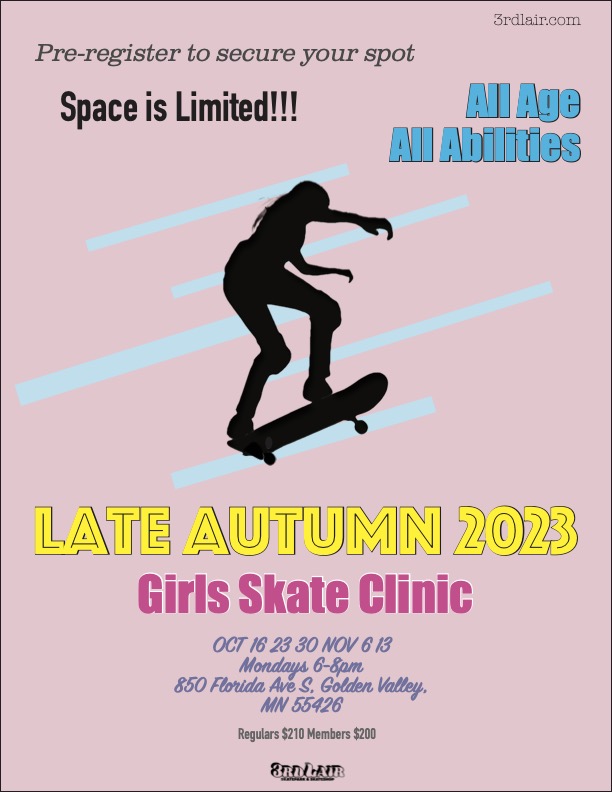 3rdlair.com
Pre-register to secure your spot
Space is Limited!!!
All Age
All Abilities
LATE AUTUMN 2023
Girls Skate Clinic
OCT 16 23 30 NOV 6 13
Mondays 6-8pm
850 Florida Ave S, Golden Valley,
MN 55426
Regulars $210 Members $200
3RD LAIR
SKATEPARK & SKATESHOP